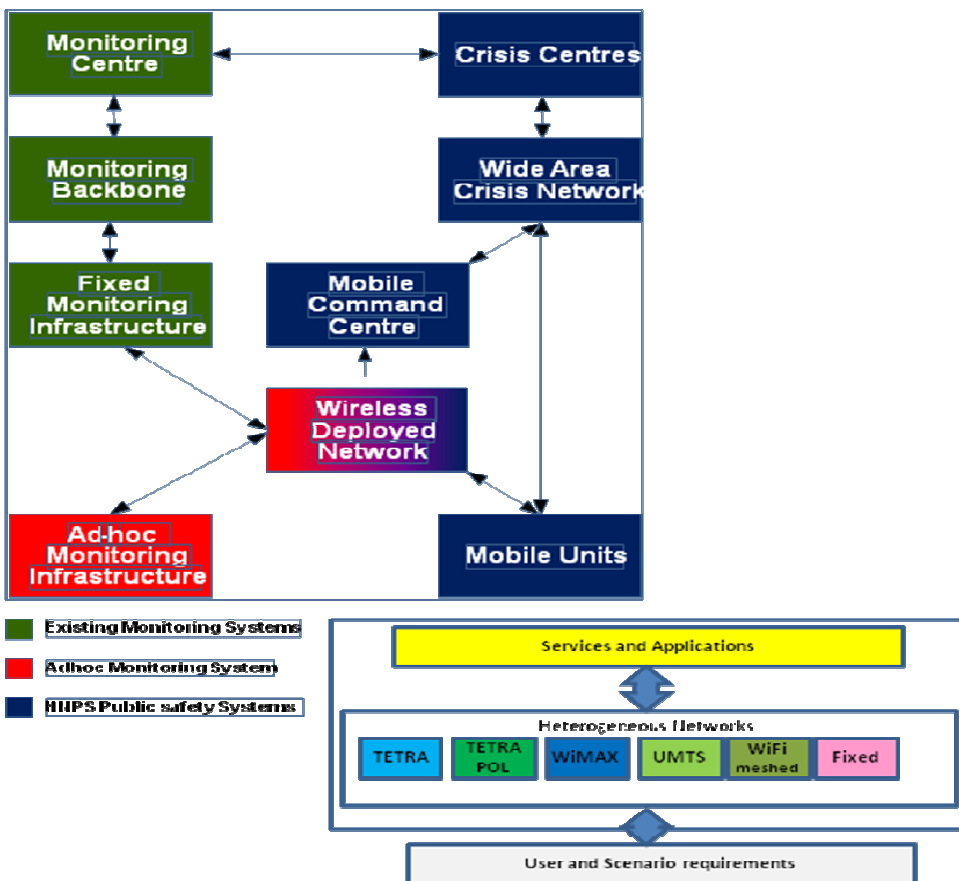 Monitoring
Centre
Crisis Centres
Monitoring
Backbone
Wide Area
Crisis Network
Fixed
Monitoring
Infrastructure
Mobile
Command
Centre
Wireless
Deployed
Network
Ad-hoc
Monitoring
Infrastructure
Mobile Units
Existing Monitoring Systems
Adhoc Monitoring System
HNPS Public safety Systems
Services and Applications
Heterogeneous Networks
TETRA
TETRA
POL
WiMAX
UMTS
WiFi
meshed
Fixed
User and Scenario requirements